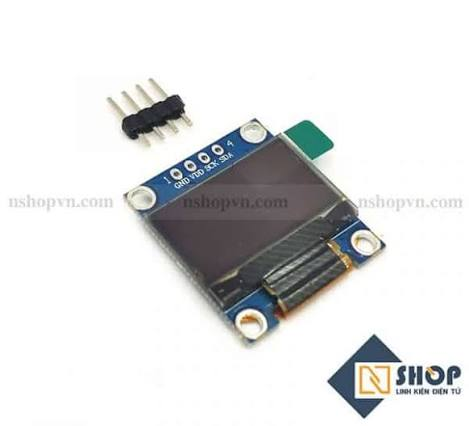 1 GND VDD SCK SDA 4
nshopvn.com nshopvn.com nshopvn.com
N SHOP
LINH KIỆN ĐIỆN TỬ